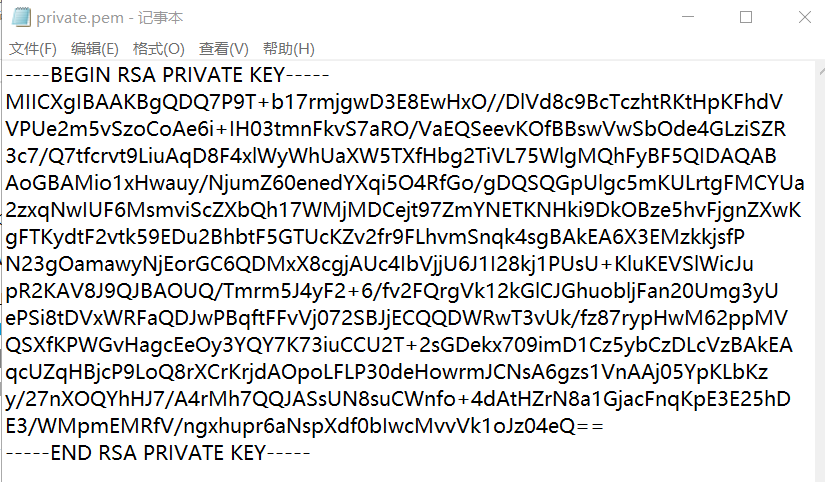 private.pem - 记事本
文件(F) 编辑(E) 格式(O) 查看(V) 帮助(H)
-----BEGIN RSA PRIVATE KEY-----
MIICXgIBAAKBgQDQ7P9T+b17rmjgwD3E8EwHxO//DlVd8c9BcTczhtRKtHpKFhdV
VPUe2m5vSzoCoAe6i+IH03tmnFkvS7aRO/VaEQSeevKOfBBswVwSbOde4GLziSZR
3c7/Q7tfcrvt9LiuAqD8F4xlWyWhUaXW5TXfHbg2TiVL75WlgMQhFyBF5QIDAQAB
AoGBAMio1xHwauy/NjumZ60enedYXqi5O4RfGo/gDQSQGpUlgc5mKULrtgFMCYUa
2zxqNwIUF6MsmviScZXbQh17WMjMDCejt97ZmYNETKNHki9DkOBze5hvFjgnZXwK
gFTKydtF2vtk59EDu2BhbtF5GTUcKZv2fr9FLhvmSnqk4sgBAkEA6X3EMzkkjsfP
N23gOamawyNjEorGC6QDMxX8cgjAUc4IbVjjU6J1I28kj1PUsU+KluKEVSlWicJu
pR2KAV8J9QJBAOUQ/Tmrm5J4yF2+6/fv2FQrgVk12kGlCJGhuobljFan20Umg3yU
ePSi8tDVxWRFaQDJwPBqftFFvVj072SBJjECQQDWRwT3vUk/fz87rypHwM62ppMV
QSXfKPWGvHagcEeOy3YQY7K73iuCCU2T+2sGDekx709imD1Cz5ybCzDLcVzBAkEA
qcUZqHBjcP9LoQ8rXCrKrjdAOpoLFLP30deHowrmJCNsA6gzs1VnAAj05YpKLbKz
y/27nXOQYhHJ7/A4rMh7QQJASsUN8suCWnfo+4dAtHZrN8a1GjacFnqKpE3E25hD
E3/WMpmEMRfV/ngxhupr6aNspXdf0bIwcMvvVk1oJz04eQ==
-----END RSA PRIVATE KEY-----